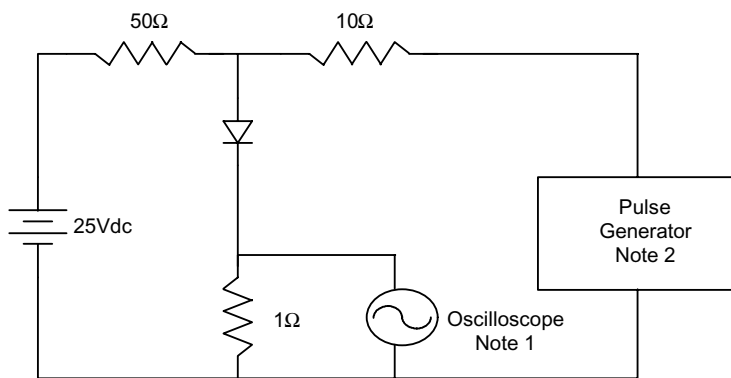 50Ω
10Ω
25Vdc
Pulse
Generator
Note 2
1Ω
Oscilloscope
Note 1